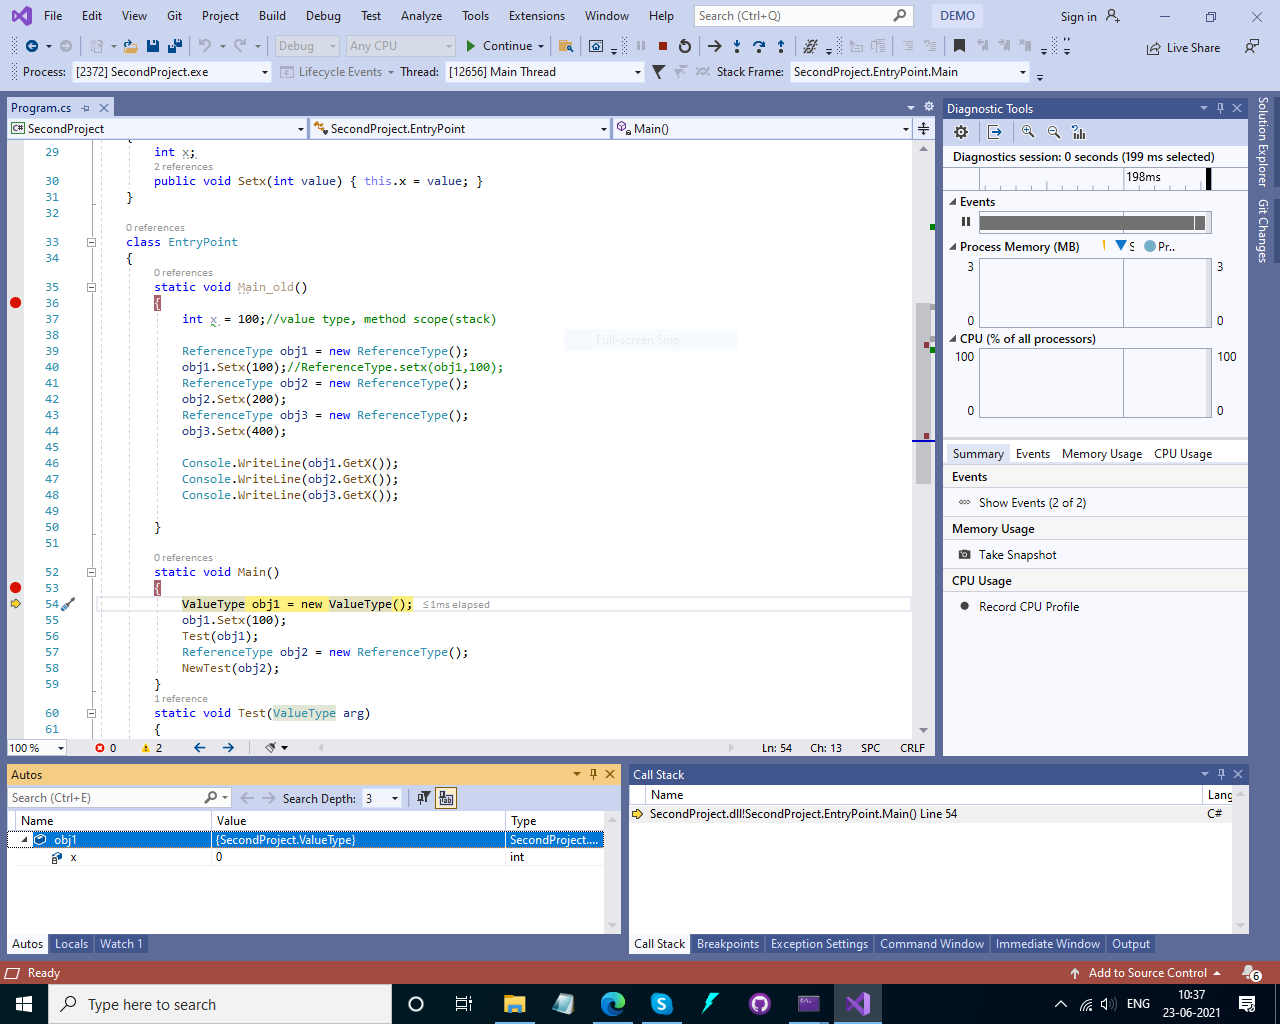 File Edit View Git Project Build Debug Test Analyze Tools Extensions Window Help Search (Ctrl+Q) DEMO Sign in
Debug Any CPU Continue Live Share
Process: [2372] SecondProject.exe Lifecycle Events Thread: [12656] Main Thread Stack Frame: SecondProject.EntryPoint.Main
Program.cs
C# SecondProject SecondProject.EntryPoint Main()
29 int x;
2 references
30 public void Setx(int value) { this.x = value; }
31 }
32
0 references
33 class EntryPoint
34 {
0 references
35 static void Main_old()
36 {
37 int x = 100;//value type, method scope(stack)
38
Full-screen Snip
39 ReferenceType obj1 = new ReferenceType();
40 obj1.Setx(100);//ReferenceType.setx(obj1,100);
41 ReferenceType obj2 = new ReferenceType();
42 obj2.Setx(200);
43 ReferenceType obj3 = new ReferenceType();
44 obj3.Setx(400);
45
46 Console.WriteLine(obj1.GetX());
47 Console.WriteLine(obj2.GetX());
48 Console.WriteLine(obj3.GetX());
49
50 }
51
0 references
52 static void Main()
53 {
54 ValueType obj1 = new ValueType(); ≤1ms elapsed
55 obj1.Setx(100);
56 Test(obj1);
57 ReferenceType obj2 = new ReferenceType();
58 NewTest(obj2);
59 }
1 reference
60 static void Test(ValueType arg)
61 {
100 % 0 2 Ln: 54 Ch: 13 SPC CRLF
Diagnostic Tools
Diagnostics session: 0 seconds (199 ms selected)
198ms
Events
Process Memory (MB) S Pr..
3 3
0 0
CPU (% of all processors)
100 100
0 0
Summary Events Memory Usage CPU Usage
Events
Show Events (2 of 2)
Memory Usage
Take Snapshot
CPU Usage
Record CPU Profile
Solution Explorer
Git Changes
Autos
Search (Ctrl+E) Search Depth: 3
Name Value Type
obj1 {SecondProject.ValueType} SecondProject....
x 0 int
Autos Locals Watch 1
Call Stack
Name Lang
SecondProject.dll!SecondProject.EntryPoint.Main() Line 54 C#
Call Stack Breakpoints Exception Settings Command Window Immediate Window Output
Ready Add to Source Control 6
Type here to search
ENG
10:37
23-06-2021